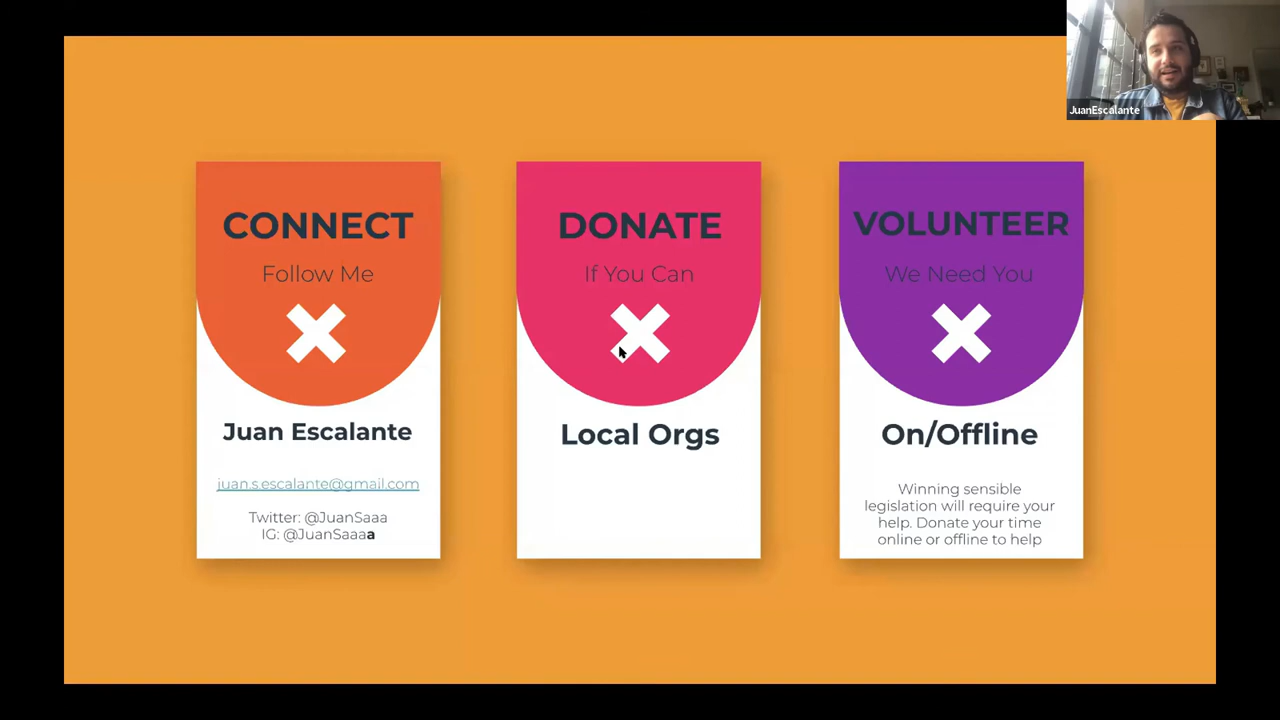 JuanEscalante
CONNECT
Follow Me
Juan Escalante
juan.s.escalante@gmail.com
Twitter: @JuanSaaa
IG: @JuanSaaaa
DONATE
If You Can
Local Orgs
VOLUNTEER
We Need You
On/Offline
Winning sensible
legislation will require your
help. Donate your time
online or offline to help